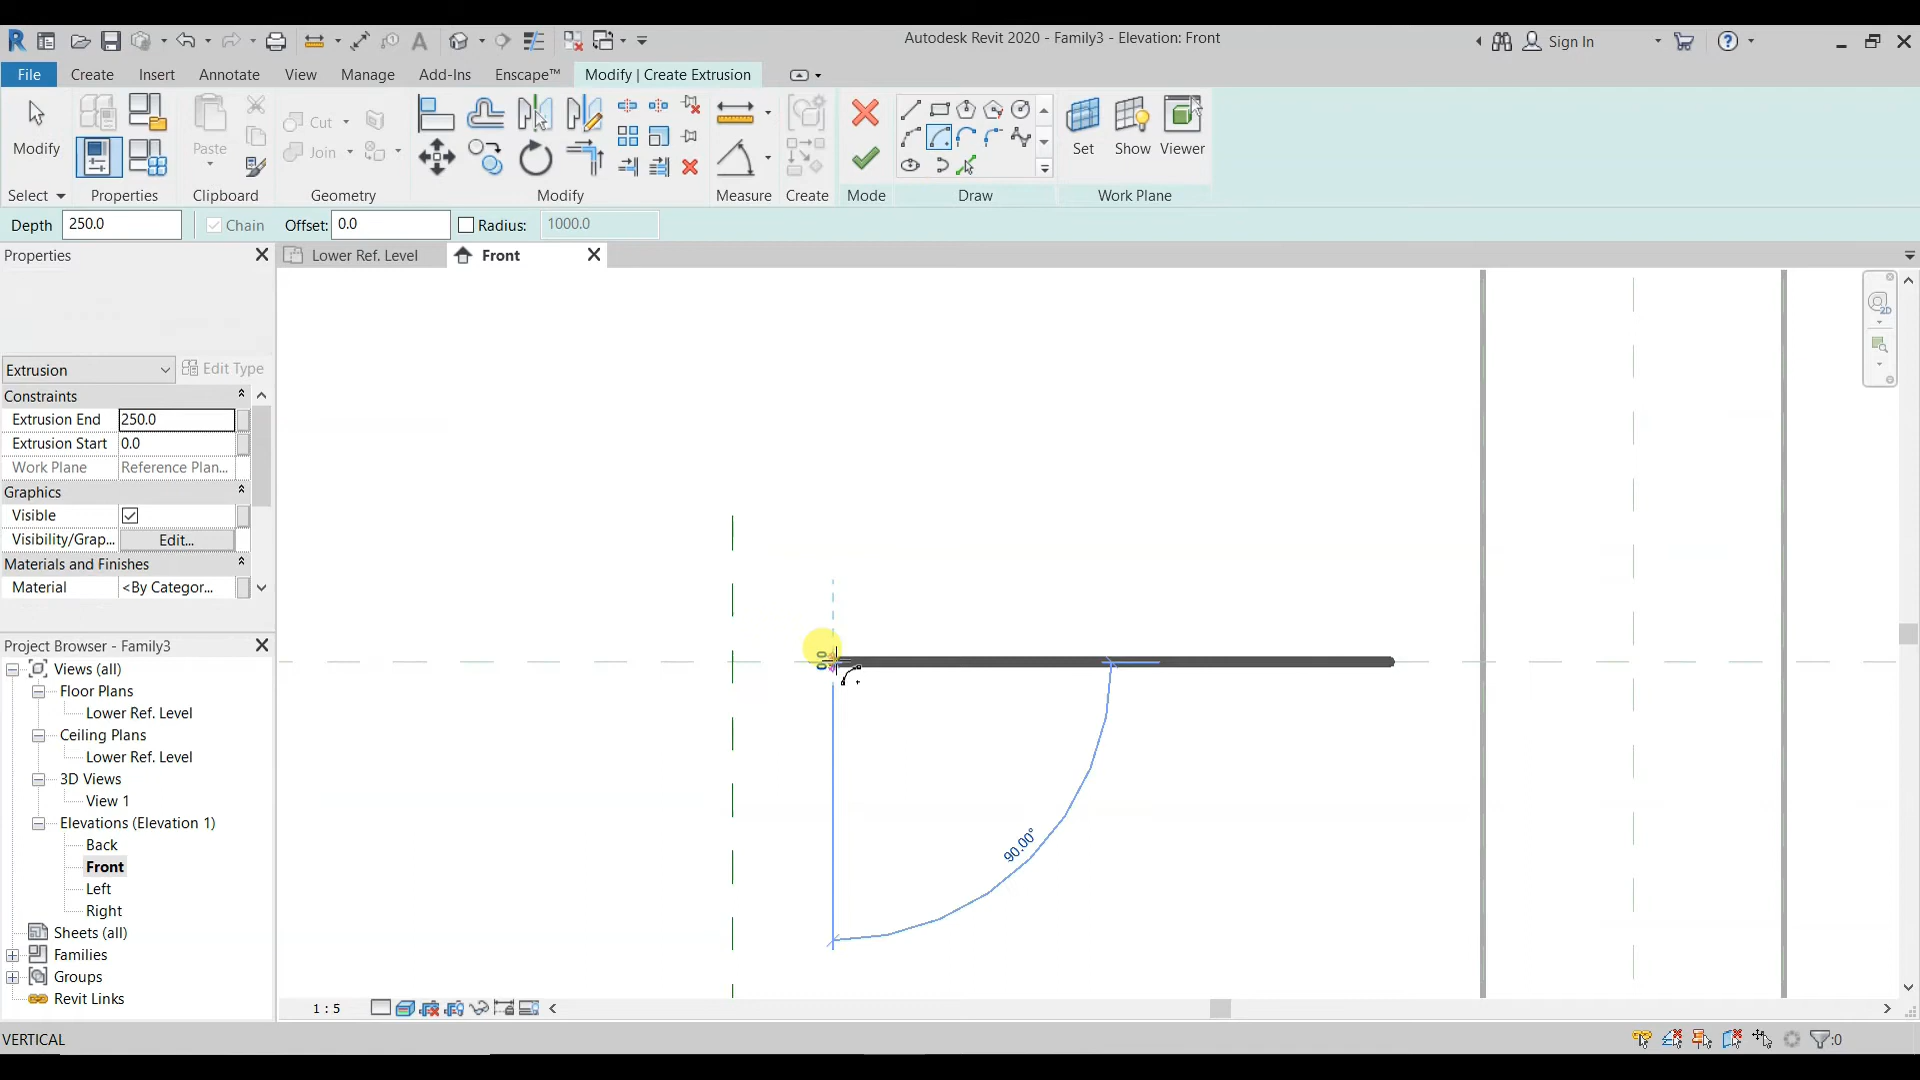 Autodesk Revit 2020 - Family3 - Elevation: Front
Sign In
File
Create
Insert
Annotate
View
Manage
Add-Ins
Enscape™
Modify | Create Extrusion
Modify
Paste
Cut
Join
Set
Show
Viewer
Select
Properties
Clipboard
Geometry
Modify
Measure
Create
Mode
Draw
Work Plane
Depth
250.0
Chain
Offset:
0.0
Radius:
1000.0
Properties
Lower Ref. Level
Front
Extrusion
Edit Type
Constraints
Extrusion End
250.0
Extrusion Start
0.0
Work Plane
Reference Plan...
Graphics
Visible
Visibility/Grap...
Edit...
Materials and Finishes
Material
<By Categor...
Project Browser - Family3
Views (all)
Floor Plans
Lower Ref. Level
Ceiling Plans
Lower Ref. Level
3D Views
View 1
Elevations (Elevation 1)
Back
Front
Left
Right
Sheets (all)
Families
Groups
Revit Links
0.0
90.00°
2D
1 : 5
VERTICAL
:0